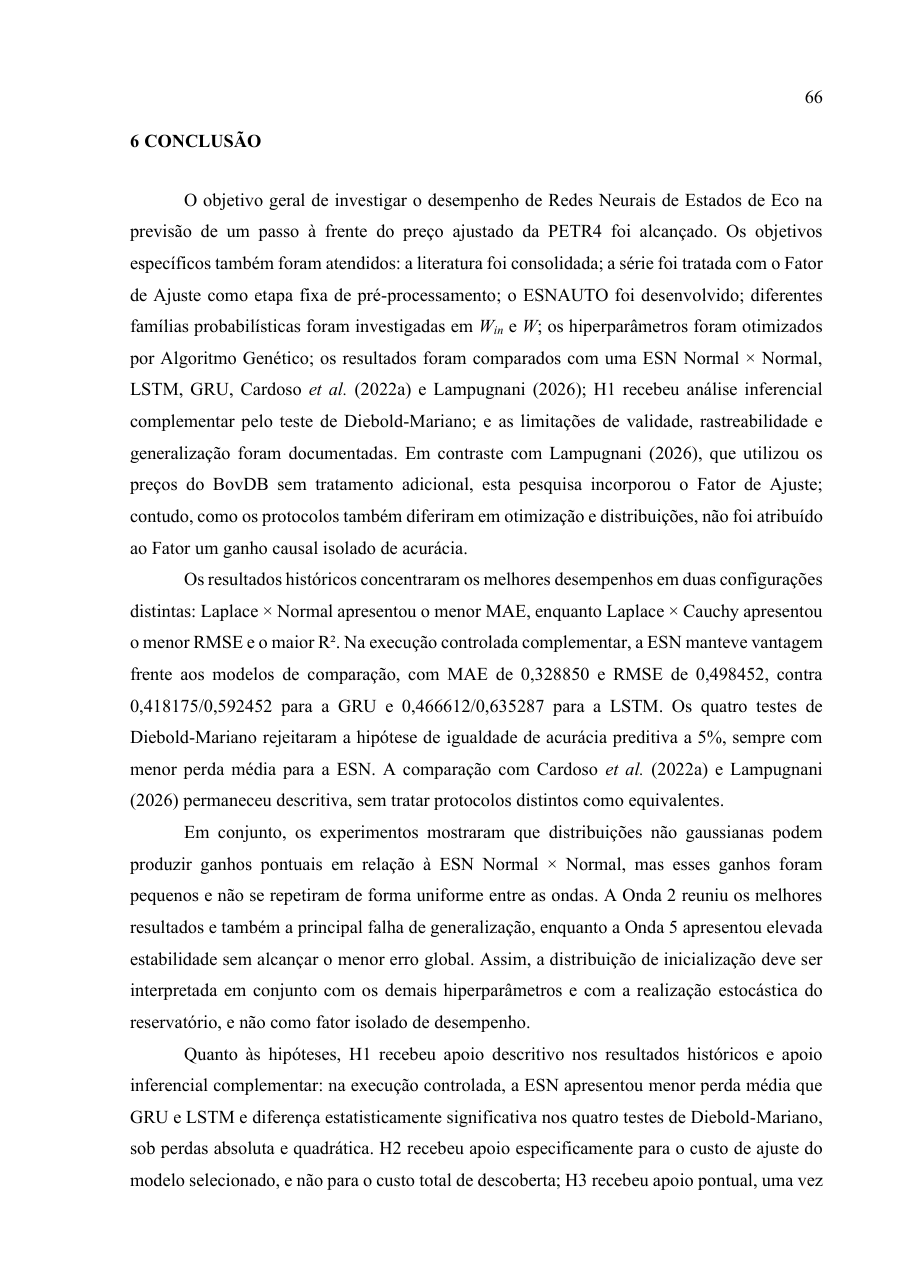 66
6 CONCLUSÃO
O objetivo geral de investigar o desempenho de Redes Neurais de Estados de Eco na
previsão de um passo à frente do preço ajustado da PETR4 foi alcançado. Os objetivos
específicos também foram atendidos: a literatura foi consolidada; a série foi tratada com o Fator
de Ajuste como etapa fixa de pré-processamento; o ESNAUTO foi desenvolvido; diferentes
famílias probabilísticas foram investigadas em Win e W; os hiperparâmetros foram otimizados
por Algoritmo Genético; os resultados foram comparados com uma ESN Normal × Normal,
LSTM, GRU, Cardoso et al. (2022a) e Lampugnani (2026); H1 recebeu análise inferencial
complementar pelo teste de Diebold-Mariano; e as limitações de validade, rastreabilidade e
generalização foram documentadas. Em contraste com Lampugnani (2026), que utilizou os
preços do BovDB sem tratamento adicional, esta pesquisa incorporou o Fator de Ajuste;
contudo, como os protocolos também diferiram em otimização e distribuições, não foi atribuído
ao Fator um ganho causal isolado de acurácia.
Os resultados históricos concentraram os melhores desempenhos em duas configurações
distintas: Laplace × Normal apresentou o menor MAE, enquanto Laplace × Cauchy apresentou
o menor RMSE e o maior R². Na execução controlada complementar, a ESN manteve vantagem
frente aos modelos de comparação, com MAE de 0,328850 e RMSE de 0,498452, contra
0,418175/0,592452 para a GRU e 0,466612/0,635287 para a LSTM. Os quatro testes de
Diebold-Mariano rejeitaram a hipótese de igualdade de acurácia preditiva a 5%, sempre com
menor perda média para a ESN. A comparação com Cardoso et al. (2022a) e Lampugnani
(2026) permaneceu descritiva, sem tratar protocolos distintos como equivalentes.
Em conjunto, os experimentos mostraram que distribuições não gaussianas podem
produzir ganhos pontuais em relação à ESN Normal × Normal, mas esses ganhos foram
pequenos e não se repetiram de forma uniforme entre as ondas. A Onda 2 reuniu os melhores
resultados e também a principal falha de generalização, enquanto a Onda 5 apresentou elevada
estabilidade sem alcançar o menor erro global. Assim, a distribuição de inicialização deve ser
interpretada em conjunto com os demais hiperparâmetros e com a realização estocástica do
reservatório, e não como fator isolado de desempenho.
Quanto às hipóteses, H1 recebeu apoio descritivo nos resultados históricos e apoio
inferencial complementar: na execução controlada, a ESN apresentou menor perda média que
GRU e LSTM e diferença estatisticamente significativa nos quatro testes de Diebold-Mariano,
sob perdas absoluta e quadrática. H2 recebeu apoio especificamente para o custo de ajuste do
modelo selecionado, e não para o custo total de descoberta; H3 recebeu apoio pontual, uma vez